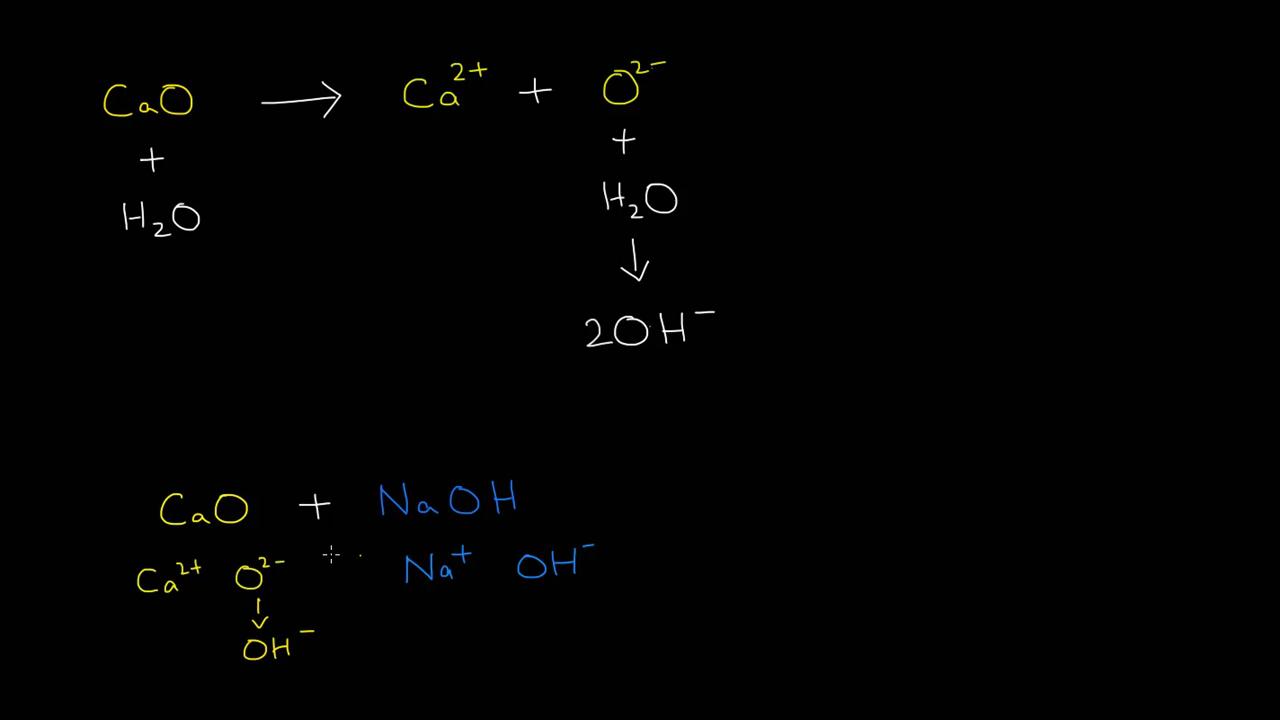 CaO → Ca²⁺ + O²⁻
+ +
H₂O H₂O
↓
2OH⁻
CaO + NaOH
Ca²⁺ O²⁻ Na⁺ OH⁻
↓
OH⁻